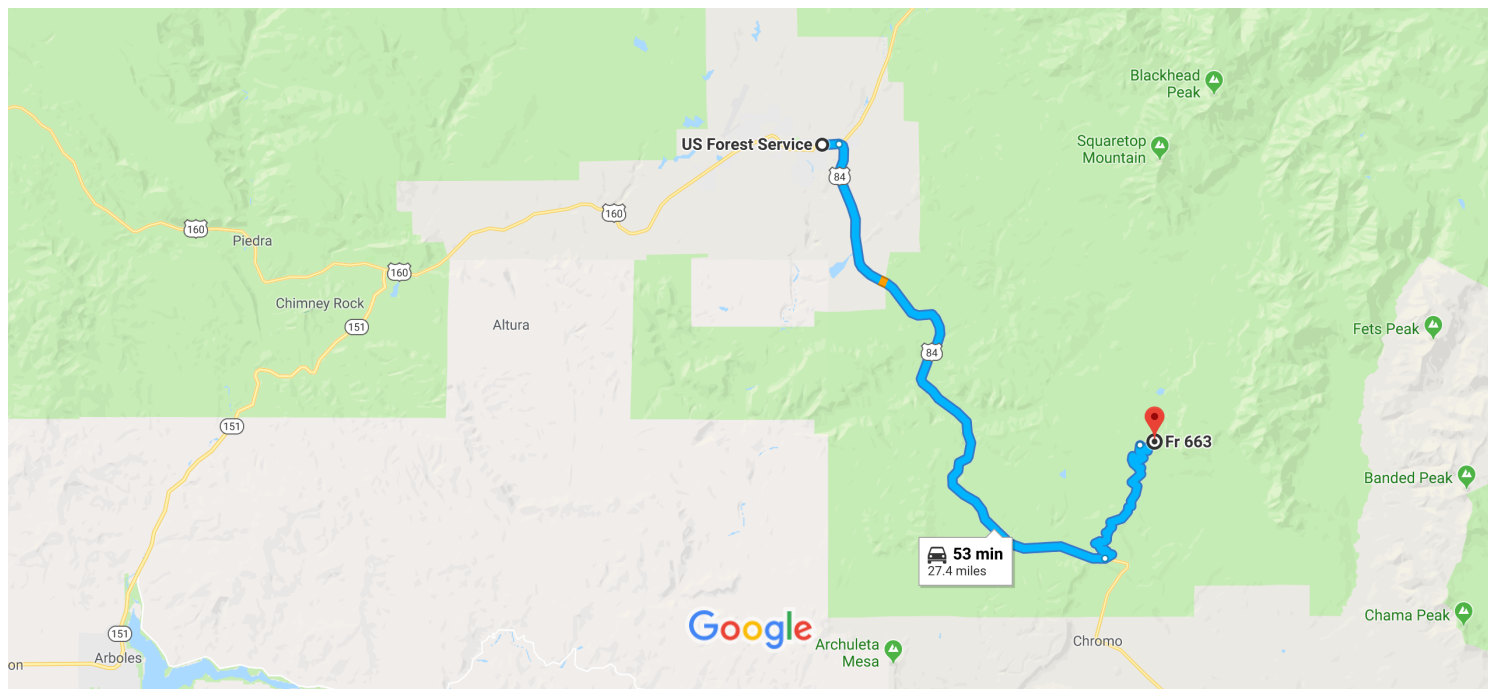 Blackhead
Peak
US Forest Service
Squaretop
Mountain
84
160
160
Piedra
160
Chimney Rock
151
Altura
84
Fets Peak
151
Fr 663
Banded Peak
53 min
27.4 miles
Chama Peak
Google
151
Archuleta
Mesa
Chromo
on
Arboles